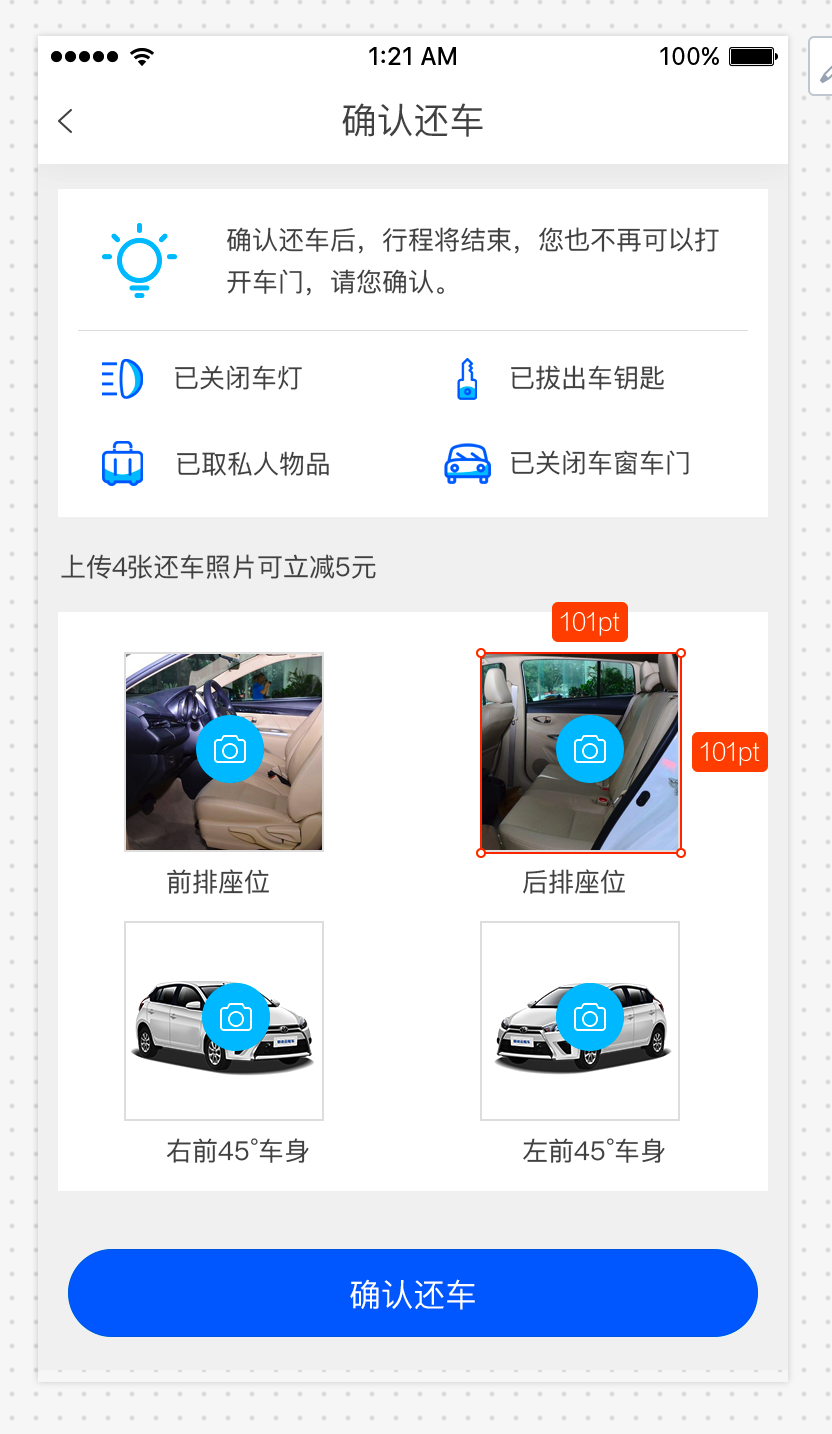 1:21 AM
100%
确认还车
确认还车后，行程将结束，您也不再可以打
开车门，请您确认。
已关闭车灯
已拔出车钥匙
已取私人物品
已关闭车窗车门
上传4张还车照片可立减5元
101pt
101pt
前排座位
后排座位
右前45°车身
左前45°车身
确认还车